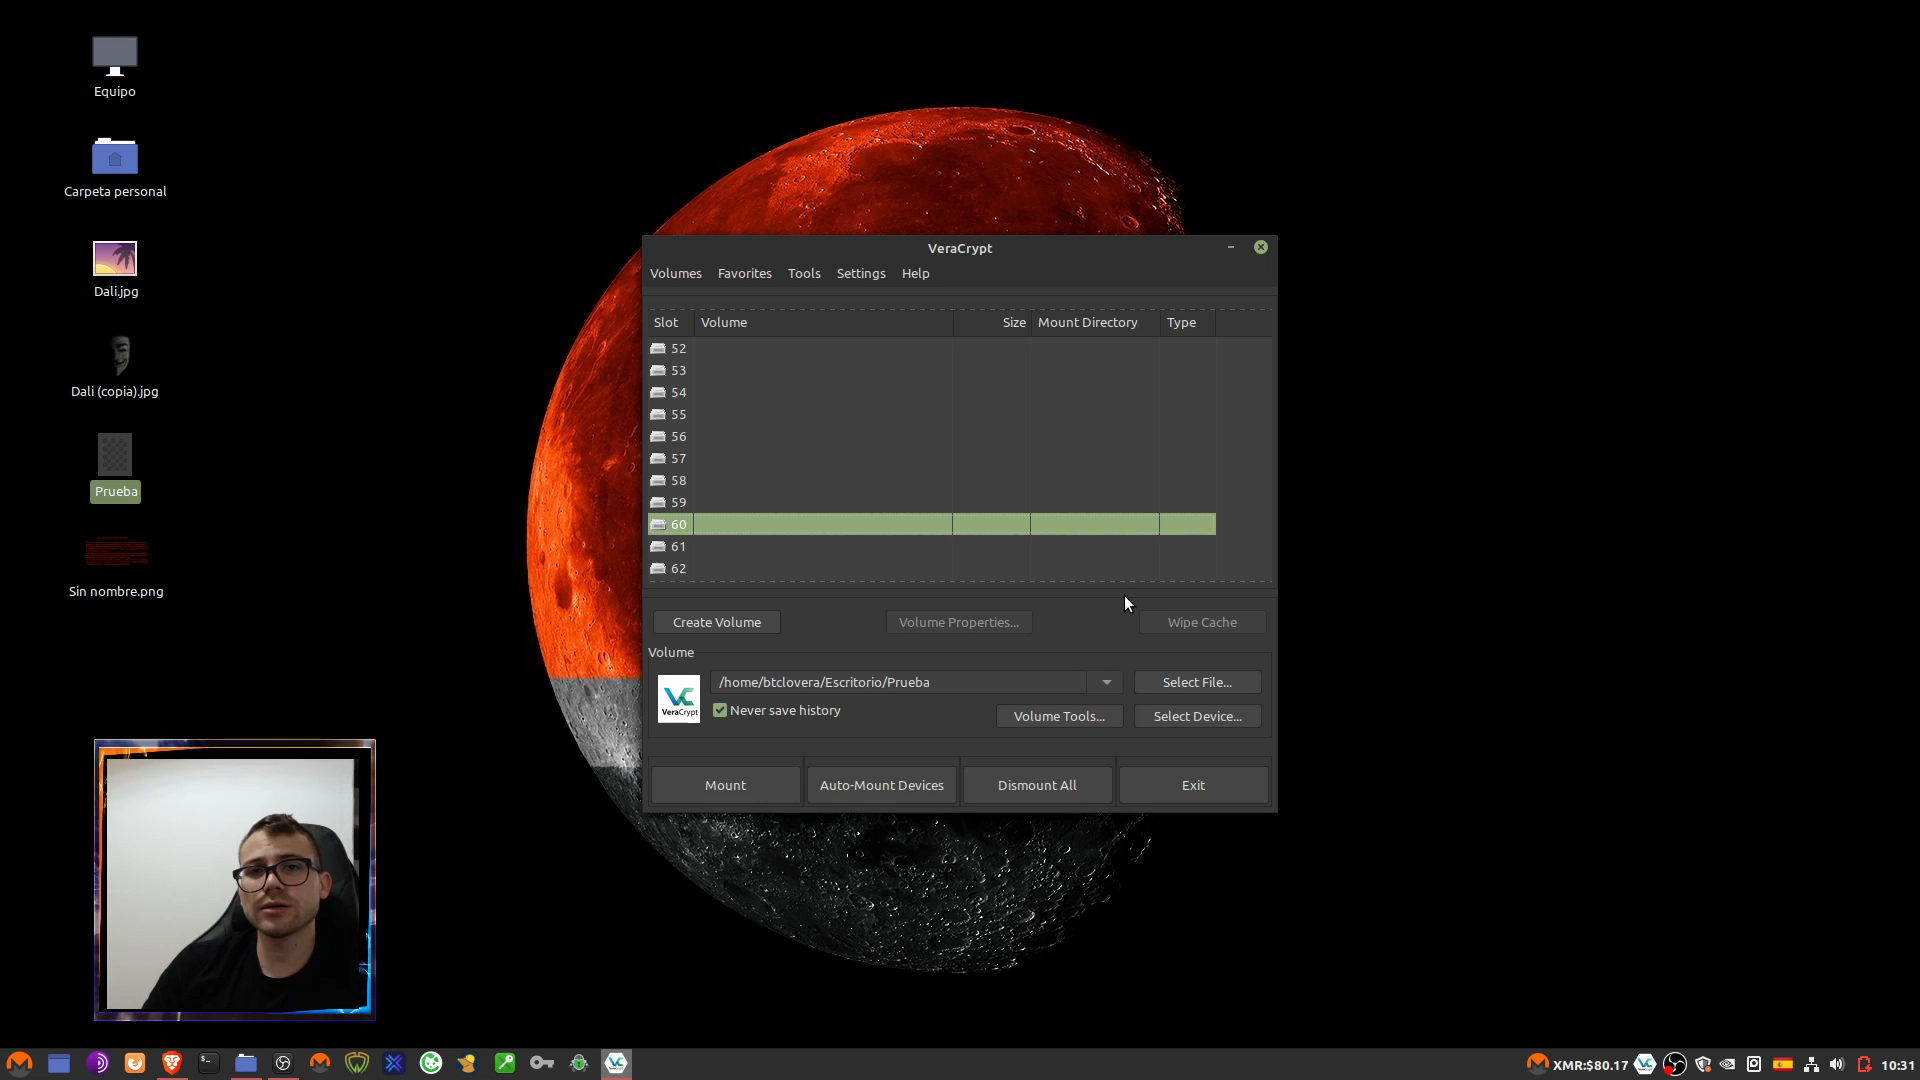 Equipo
Carpeta personal
Dali.jpg
Dali (copia).jpg
Prueba
Sin nombre.png
VeraCrypt
Volumes Favorites Tools Settings Help
Slot Volume Size Mount Directory Type
52
53
54
55
56
57
58
59
60
61
62
Create Volume Volume Properties... Wipe Cache
Volume
VeraCrypt
/home/btclovera/Escritorio/Prueba Select File...
Never save history
Volume Tools... Select Device...
Mount Auto-Mount Devices Dismount All Exit
XMR:$80.17 10:31